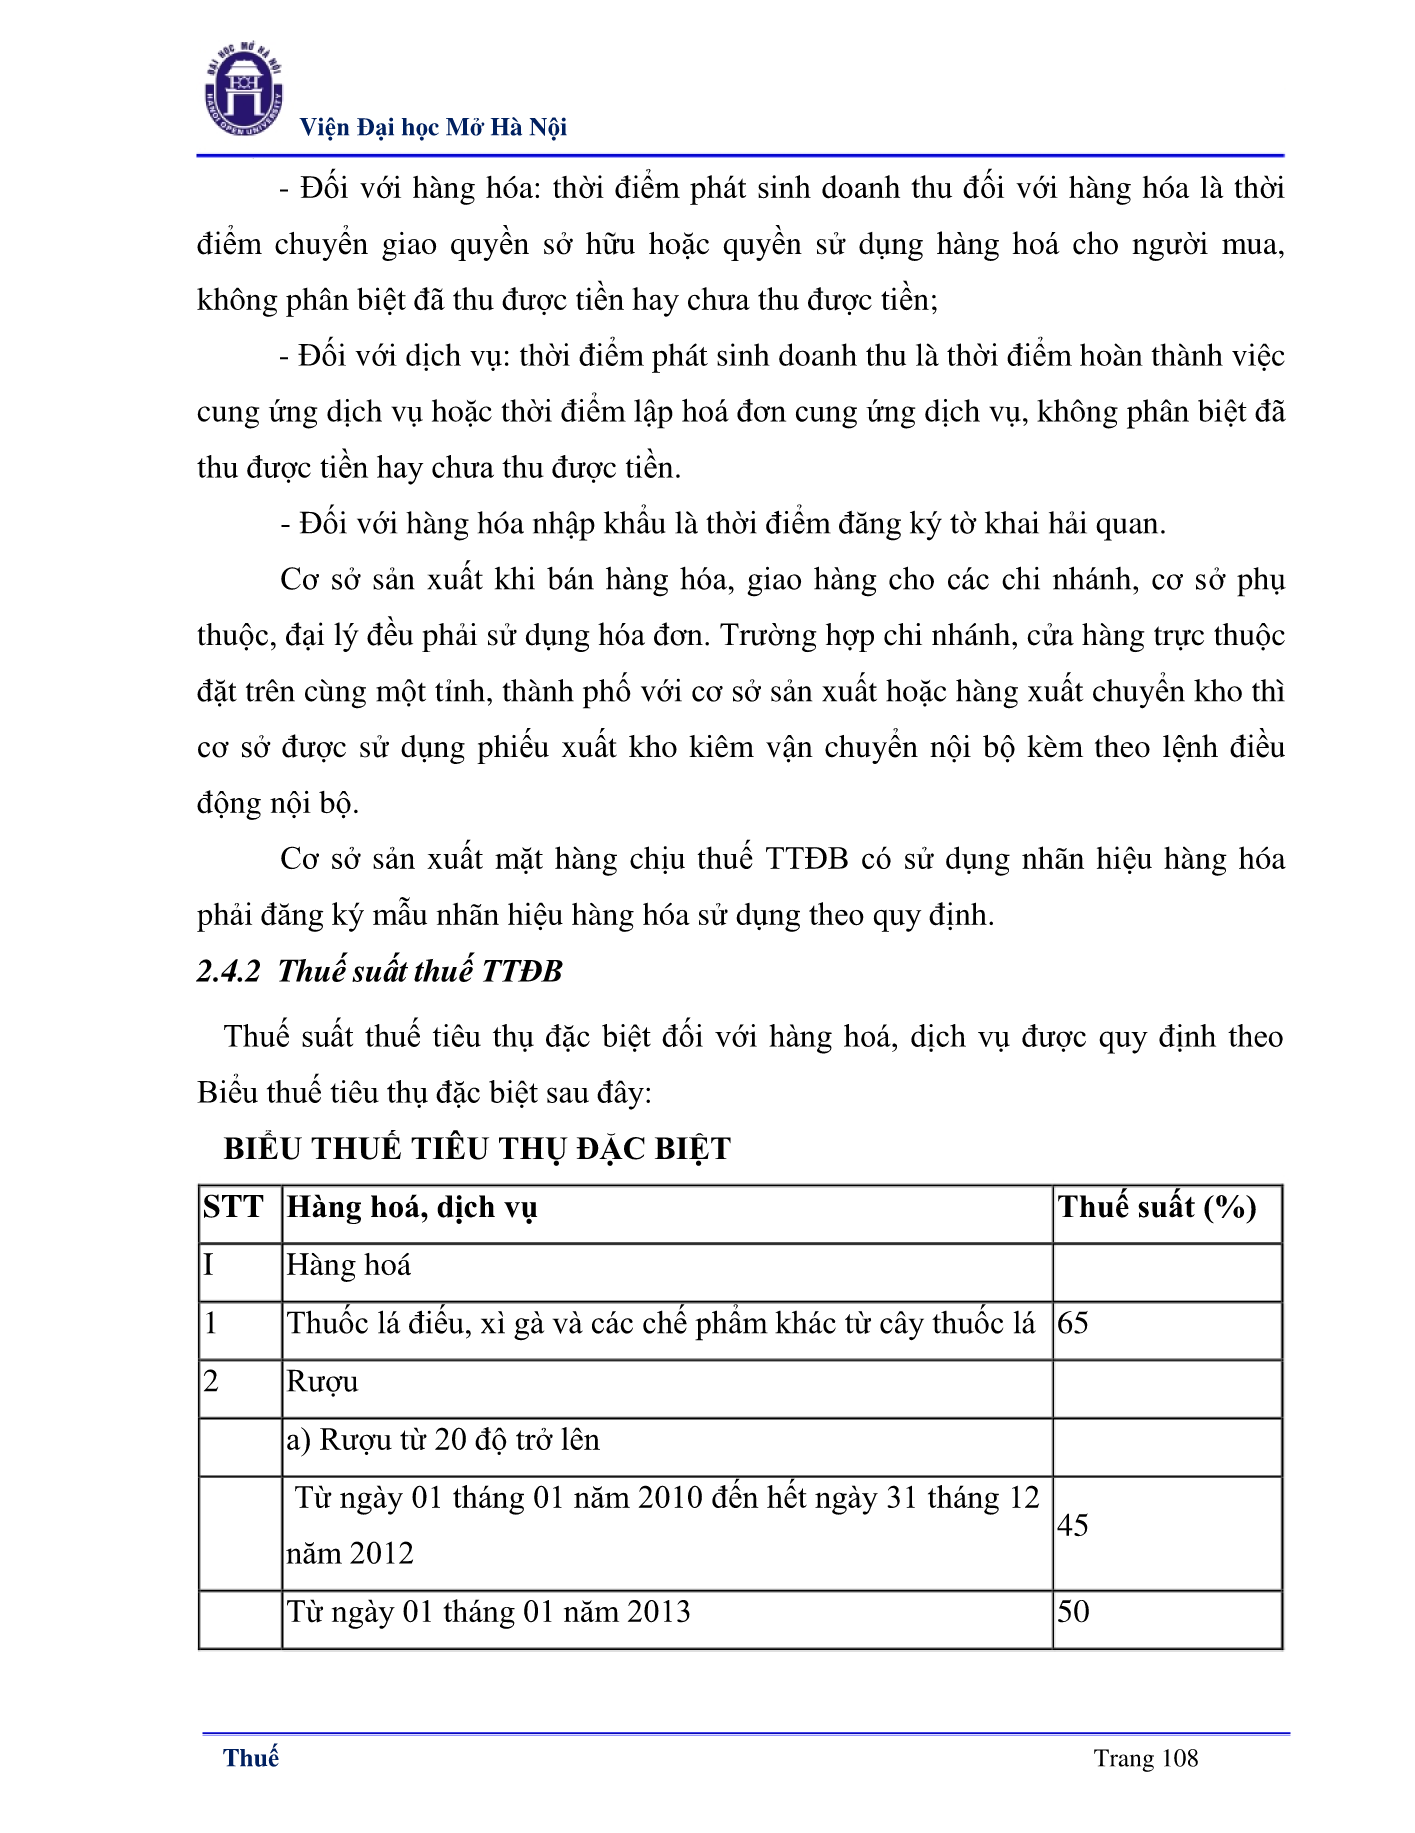 ĐẠI HỌC MỞ HÀ NỘI
HANOI OPEN UNIVERSITY
Viện Đại học Mở Hà Nội
- Đối với hàng hóa: thời điểm phát sinh doanh thu đối với hàng hóa là thời
điểm chuyển giao quyền sở hữu hoặc quyền sử dụng hàng hoá cho người mua,
không phân biệt đã thu được tiền hay chưa thu được tiền;
- Đối với dịch vụ: thời điểm phát sinh doanh thu là thời điểm hoàn thành việc
cung ứng dịch vụ hoặc thời điểm lập hoá đơn cung ứng dịch vụ, không phân biệt đã
thu được tiền hay chưa thu được tiền.
- Đối với hàng hóa nhập khẩu là thời điểm đăng ký tờ khai hải quan.
Cơ sở sản xuất khi bán hàng hóa, giao hàng cho các chi nhánh, cơ sở phụ
thuộc, đại lý đều phải sử dụng hóa đơn. Trường hợp chi nhánh, cửa hàng trực thuộc
đặt trên cùng một tỉnh, thành phố với cơ sở sản xuất hoặc hàng xuất chuyển kho thì
cơ sở được sử dụng phiếu xuất kho kiêm vận chuyển nội bộ kèm theo lệnh điều
động nội bộ.
Cơ sở sản xuất mặt hàng chịu thuế TTĐB có sử dụng nhãn hiệu hàng hóa
phải đăng ký mẫu nhãn hiệu hàng hóa sử dụng theo quy định.
2.4.2 Thuế suất thuế TTĐB
Thuế suất thuế tiêu thụ đặc biệt đối với hàng hoá, dịch vụ được quy định theo
Biểu thuế tiêu thụ đặc biệt sau đây:
BIỂU THUẾ TIÊU THỤ ĐẶC BIỆT
STT Hàng hoá, dịch vụ Thuế suất (%)
I Hàng hoá
1 Thuốc lá điếu, xì gà và các chế phẩm khác từ cây thuốc lá 65
2 Rượu
a) Rượu từ 20 độ trở lên
Từ ngày 01 tháng 01 năm 2010 đến hết ngày 31 tháng 12
năm 2012 45
Từ ngày 01 tháng 01 năm 2013 50
Thuế Trang 108